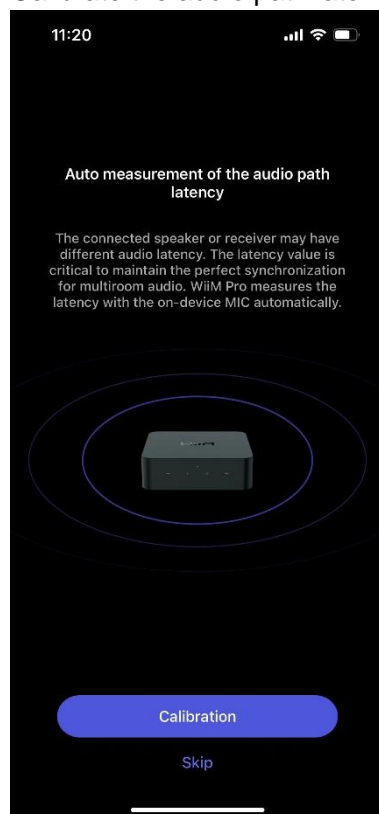 11:20
Auto measurement of the audio path
latency
The connected speaker or receiver may have
different audio latency. The latency value is
critical to maintain the perfect synchronization
for multiroom audio. WiiM Pro measures the
latency with the on-device MIC automatically.
Calibration
Skip